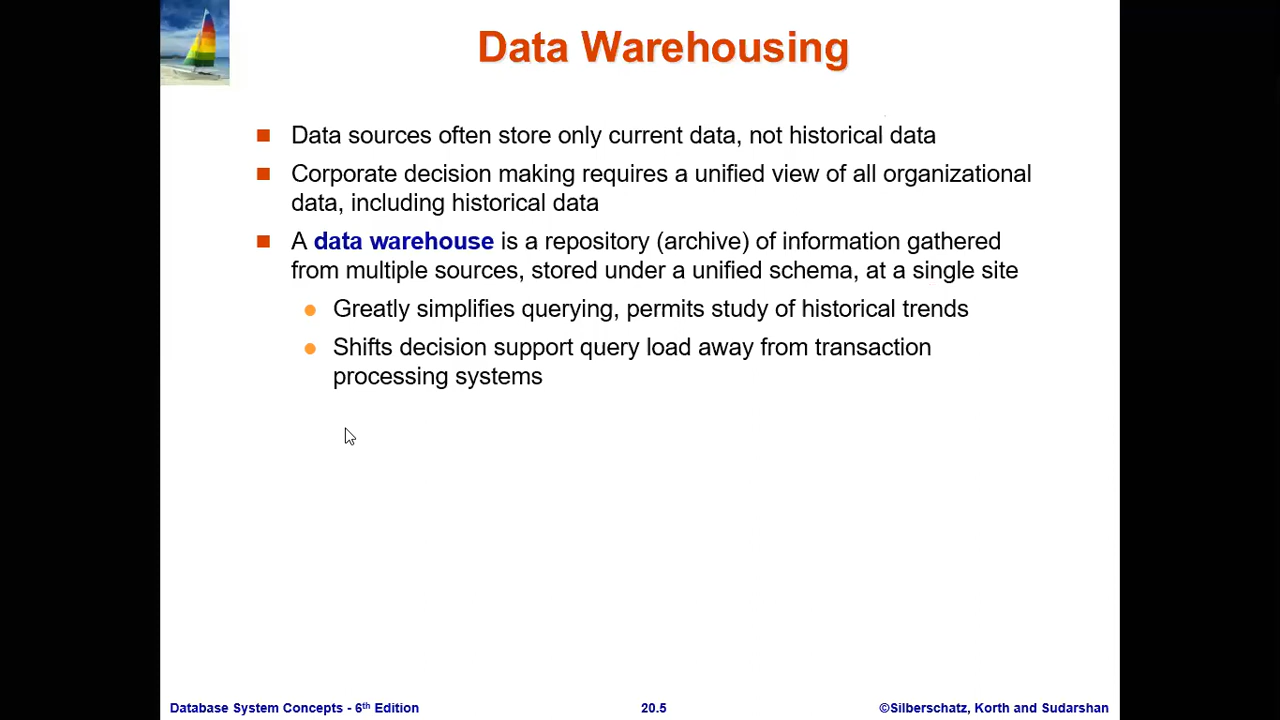 Data Warehousing
Data sources often store only current data, not historical data
Corporate decision making requires a unified view of all organizational
data, including historical data
A data warehouse is a repository (archive) of information gathered
from multiple sources, stored under a unified schema, at a single site
Greatly simplifies querying, permits study of historical trends
Shifts decision support query load away from transaction
processing systems
Database System Concepts - 6th Edition
20.5
©Silberschatz, Korth and Sudarshan